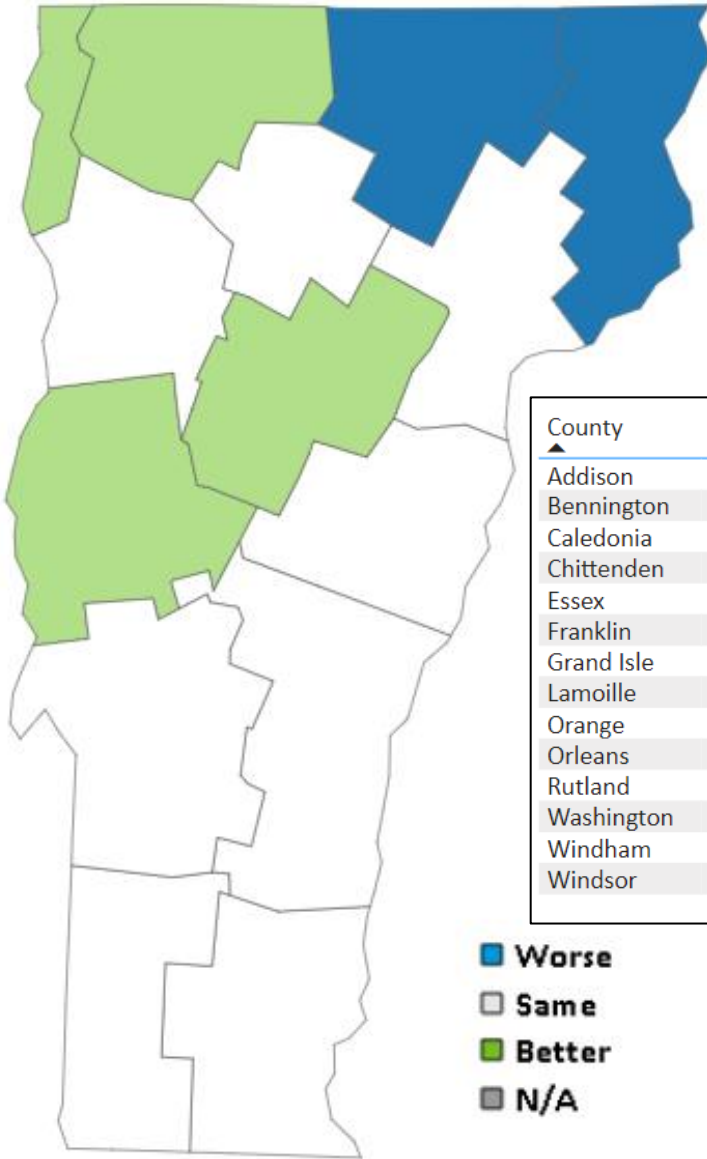 County
Addison
Bennington
Caledonia
Chittenden
Essex
Franklin
Grand Isle
Lamoille
Orange
Orleans
Rutland
Washington
Windham
Windsor
Worse
Same
Better
N/A